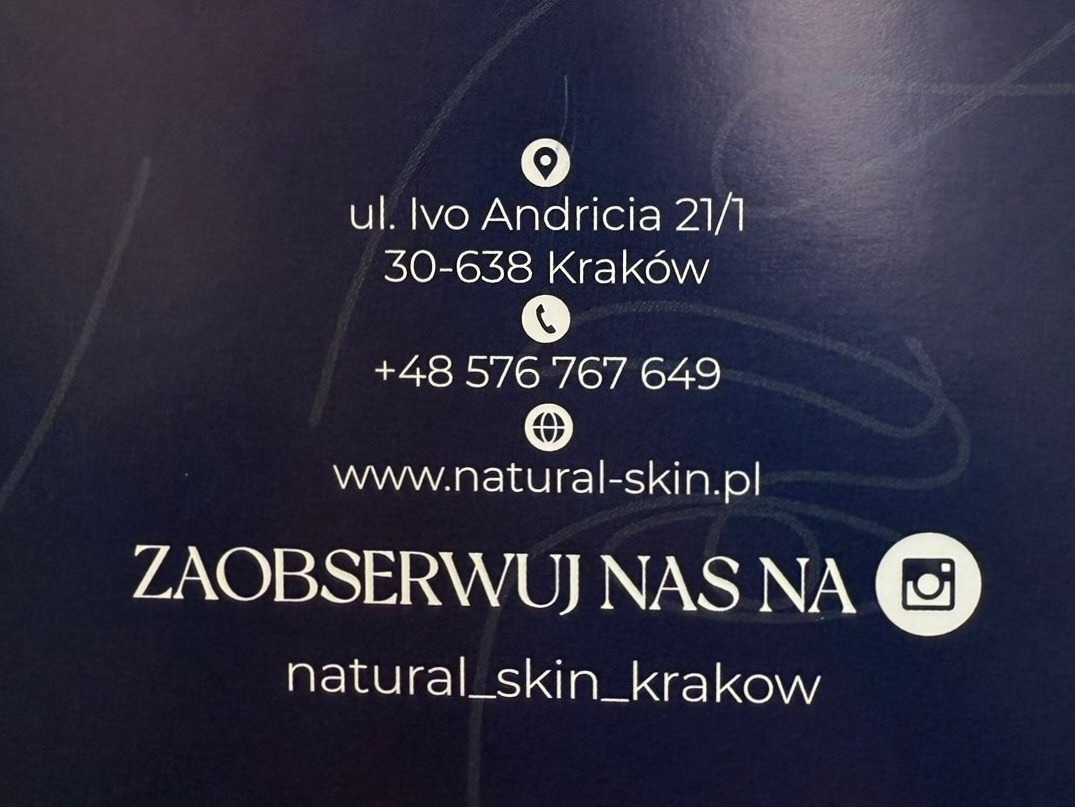 ul. Ivo Andricia 21/1
30-638 Kraków
+48 576 767 649
www.natural-skin.pl
ZAOBSERWUJ NAS NA
natural_skin_krakow